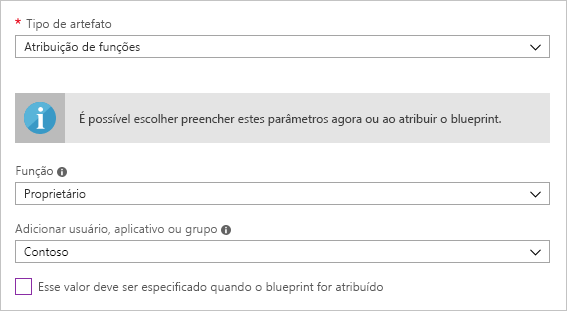 * Tipo de artefato
Atribuição de funções
É possível escolher preencher estes parâmetros agora ou ao atribuir o blueprint.
Função
Proprietário
Adicionar usuário, aplicativo ou grupo
Contoso
Esse valor deve ser especificado quando o blueprint for atribuído